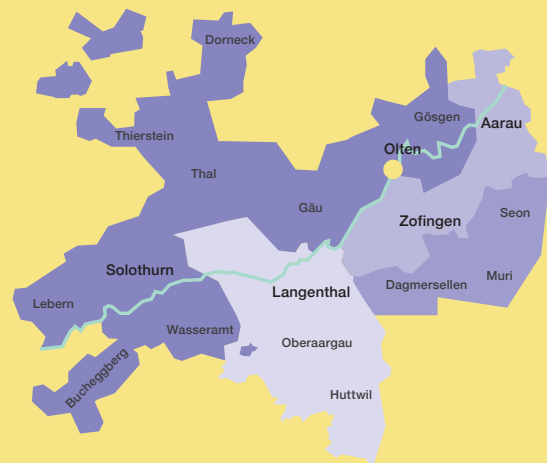 Dorneck
Gösgen
Aarau
Thierstein
Olten
Thal
Gäu
Zofingen
Seon
Solothurn
Muri
Lebern
Langenthal
Dagmersellen
Wasseramt
Oberaargau
Bucheggberg
Huttwil